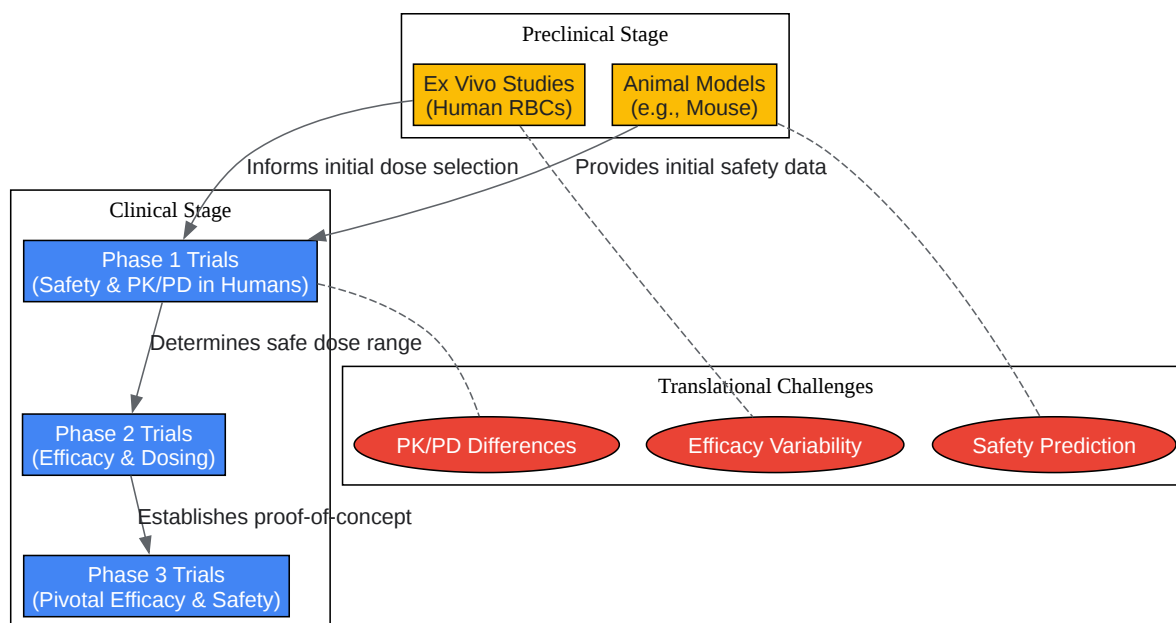 Preclinical Stage
Ex Vivo Studies
(Human RBCs)
Animal Models
(e.g., Mouse)
Informs initial dose selection
Provides initial safety data
Clinical Stage
Phase 1 Trials
(Safety & PK/PD in Humans)
Determines safe dose range
Translational Challenges
PK/PD Differences
Efficacy Variability
Safety Prediction
Phase 2 Trials
(Efficacy & Dosing)
Establishes proof-of-concept
Phase 3 Trials
(Pivotal Efficacy & Safety)